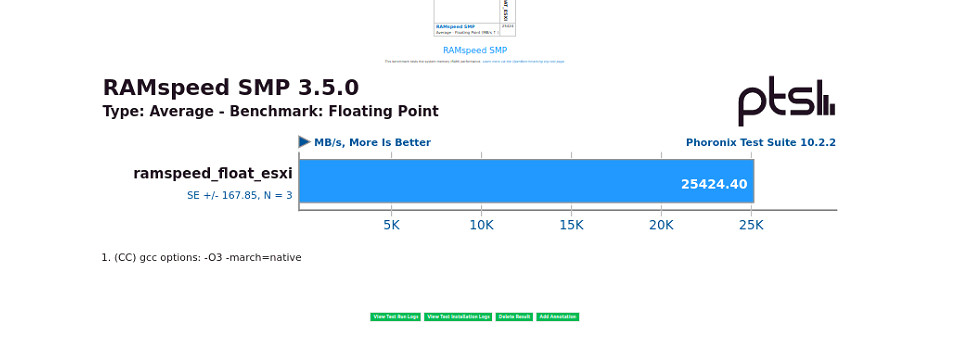 RAMspeed SMP
25424
Average - Floating Point (MB/s ↑ )
RAMspeed SMP
RAMspeed SMP 3.5.0
Type: Average - Benchmark: Floating Point
ptsl
MB/s, More Is Better
Phoronix Test Suite 10.2.2
ramspeed_float_esxi
SE +/- 167.85, N = 3
25424.40
5K 10K 15K 20K 25K
1. (CC) gcc options: -O3 -march=native
View Test Run Logs View Test Installation Logs Delete Result Add Annotation